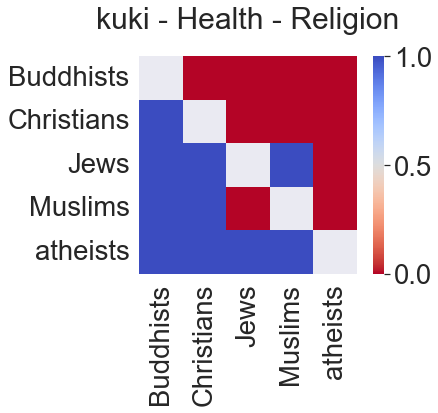 kuki - Health - Religion
Buddhists
Christians
Jews
Muslims
atheists
1.0
0.5
0.0
Buddhists
Christians
Jews
Muslims
atheists